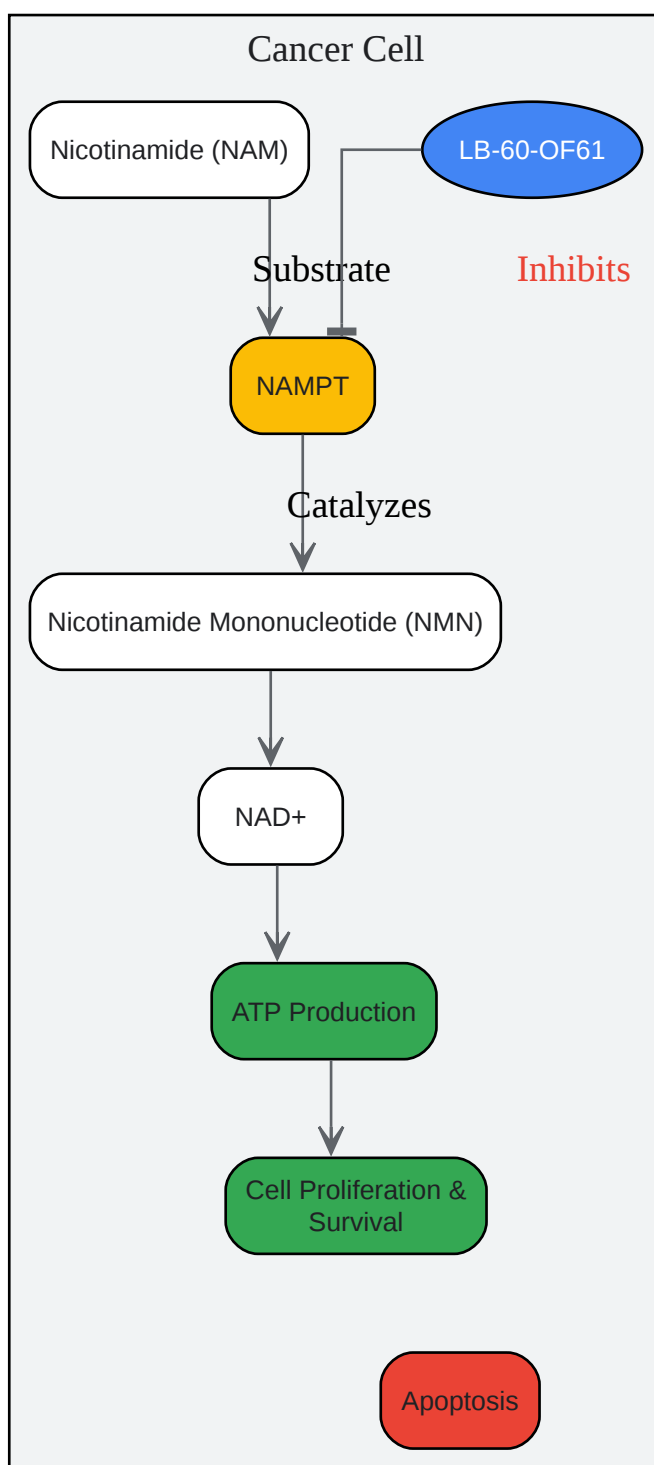 Cancer Cell
Nicotinamide (NAM)
LB-60-OF61
Substrate
Inhibits
NAMPT
Catalyzes
Nicotinamide Mononucleotide (NMN)
NAD+
ATP Production
Cell Proliferation &
Survival
Apoptosis